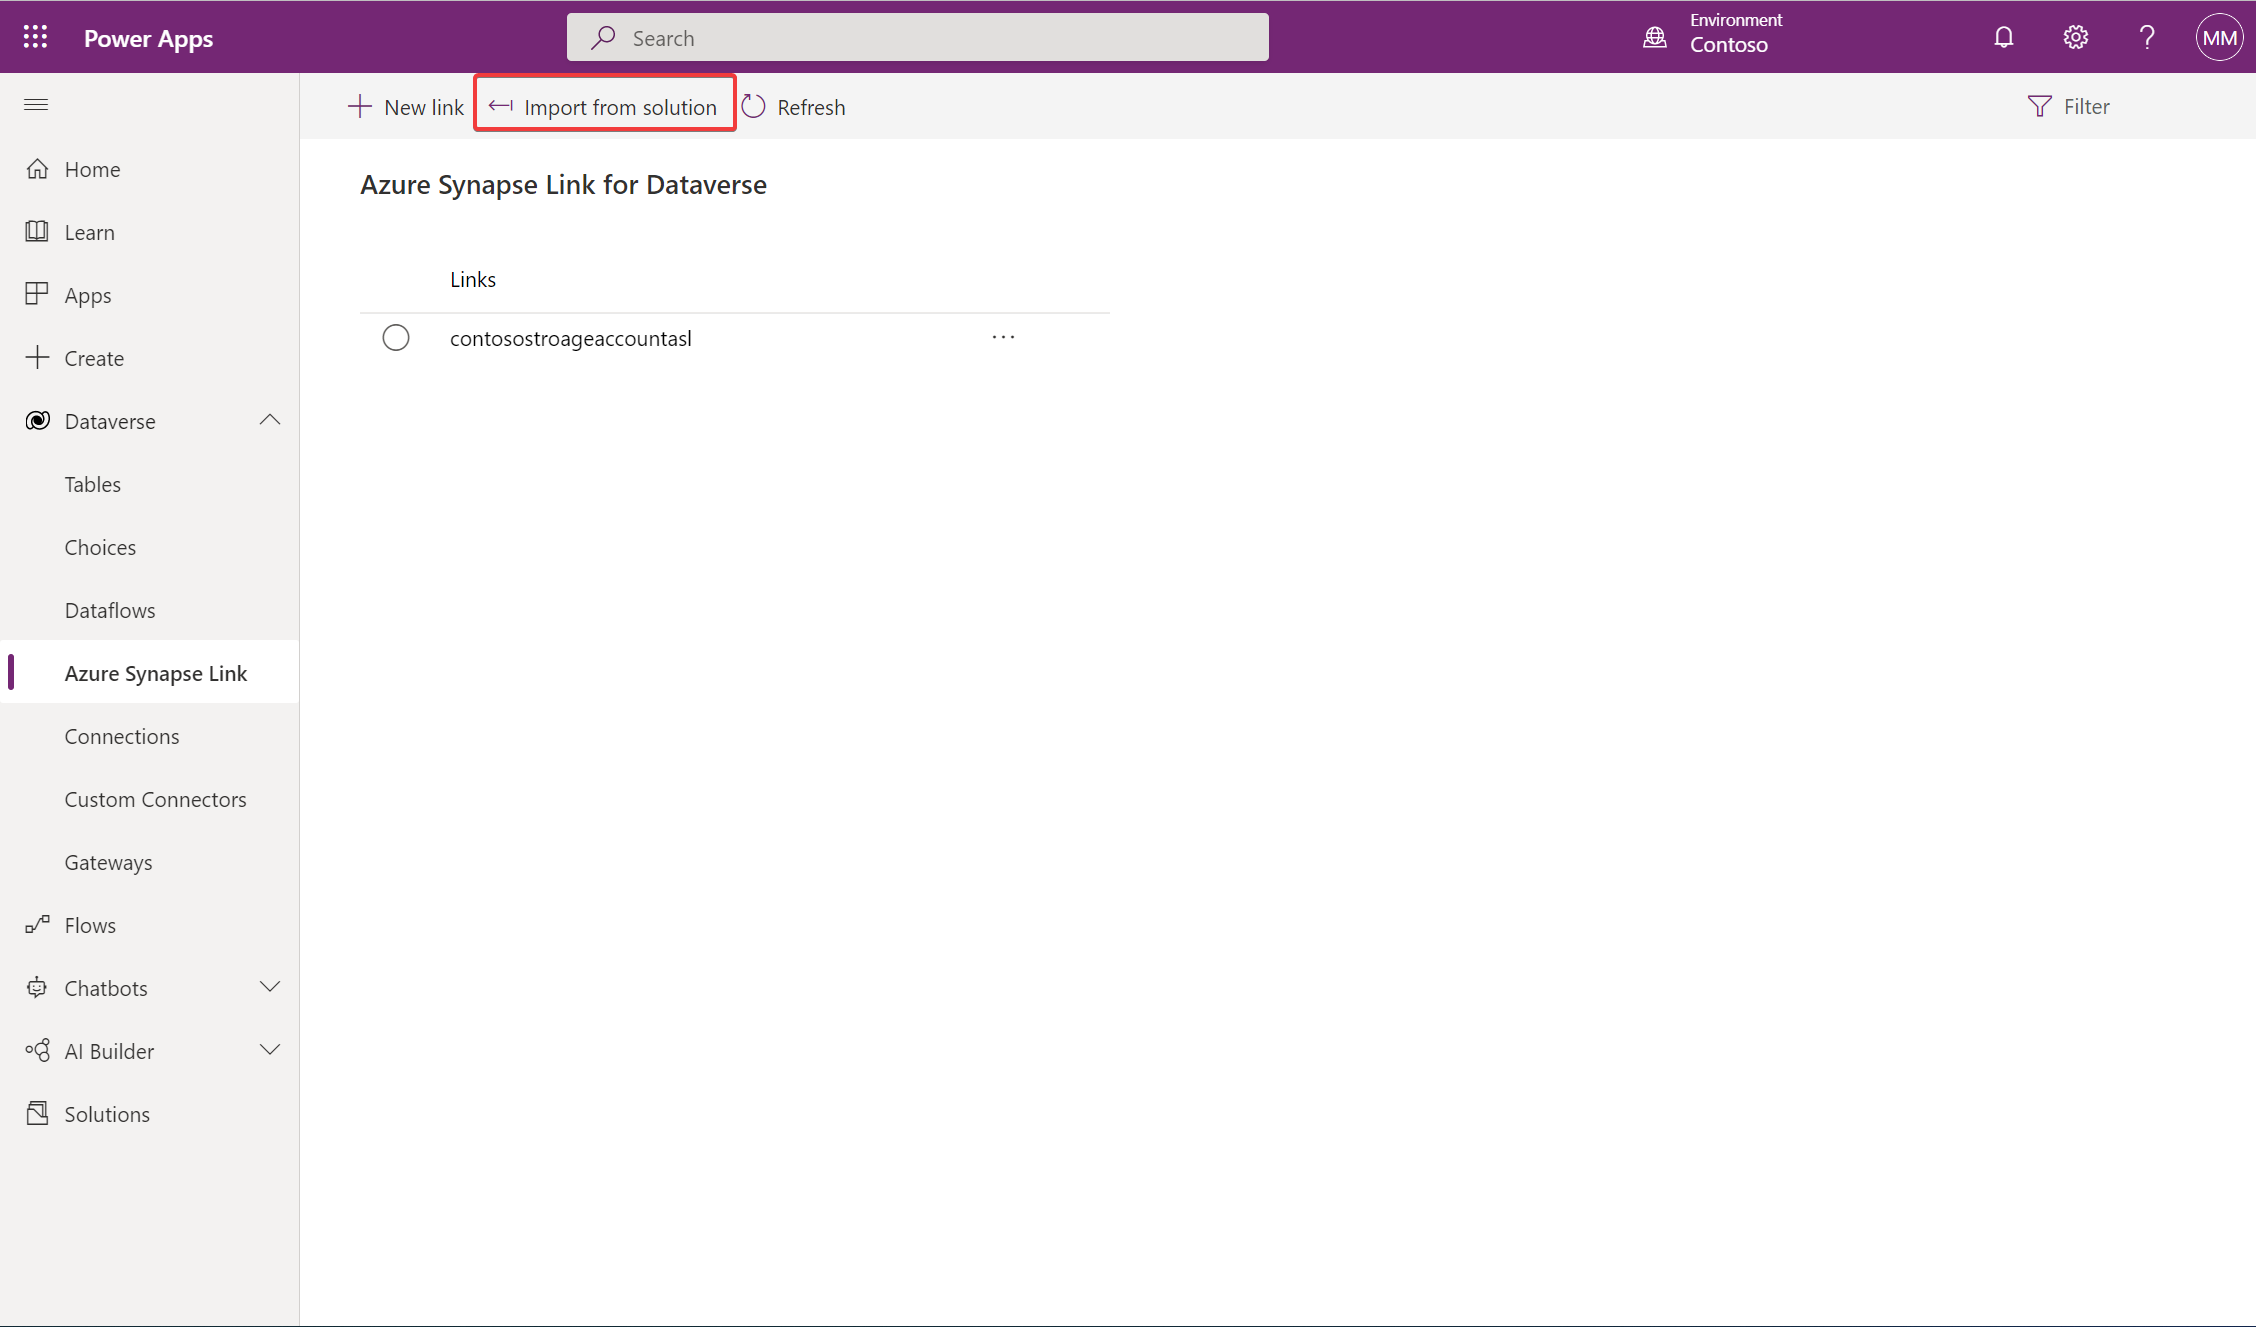 Power Apps
Search
Environment
Contoso
MM
New link
Import from solution
Refresh
Filter
Home
Learn
Apps
Create
Dataverse
Tables
Choices
Dataflows
Azure Synapse Link
Connections
Custom Connectors
Gateways
Flows
Chatbots
AI Builder
Solutions
Azure Synapse Link for Dataverse
Links
contosostroageaccountasl